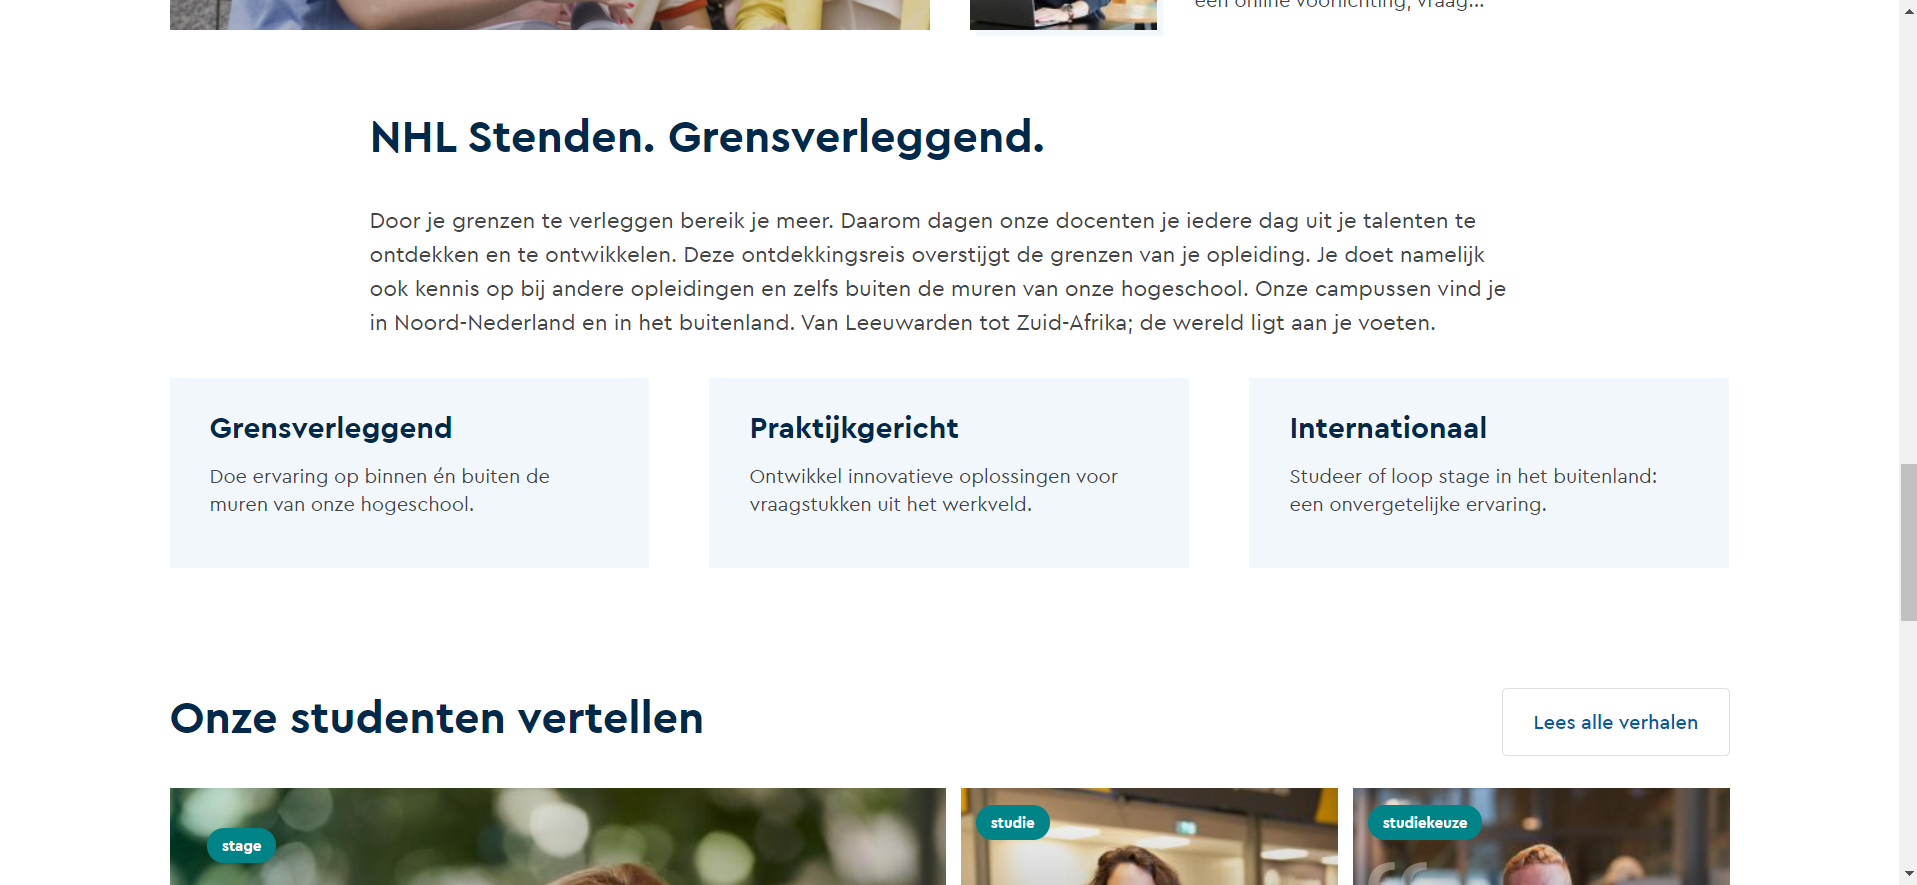 een online voorlichting, vraag...
NHL Stenden. Grensverleggend.
Door je grenzen te verleggen bereik je meer. Daarom dagen onze docenten je iedere dag uit je talenten te
ontdekken en te ontwikkelen. Deze ontdekkingsreis overstijgt de grenzen van je opleiding. Je doet namelijk
ook kennis op bij andere opleidingen en zelfs buiten de muren van onze hogeschool. Onze campussen vind je
in Noord-Nederland en in het buitenland. Van Leeuwarden tot Zuid-Afrika; de wereld ligt aan je voeten.
Grensverleggend
Doe ervaring op binnen én buiten de
muren van onze hogeschool.
Praktijkgericht
Ontwikkel innovatieve oplossingen voor
vraagstukken uit het werkveld.
Internationaal
Studeer of loop stage in het buitenland:
een onvergetelijke ervaring.
Onze studenten vertellen
Lees alle verhalen
stage
studie
studiekeuze